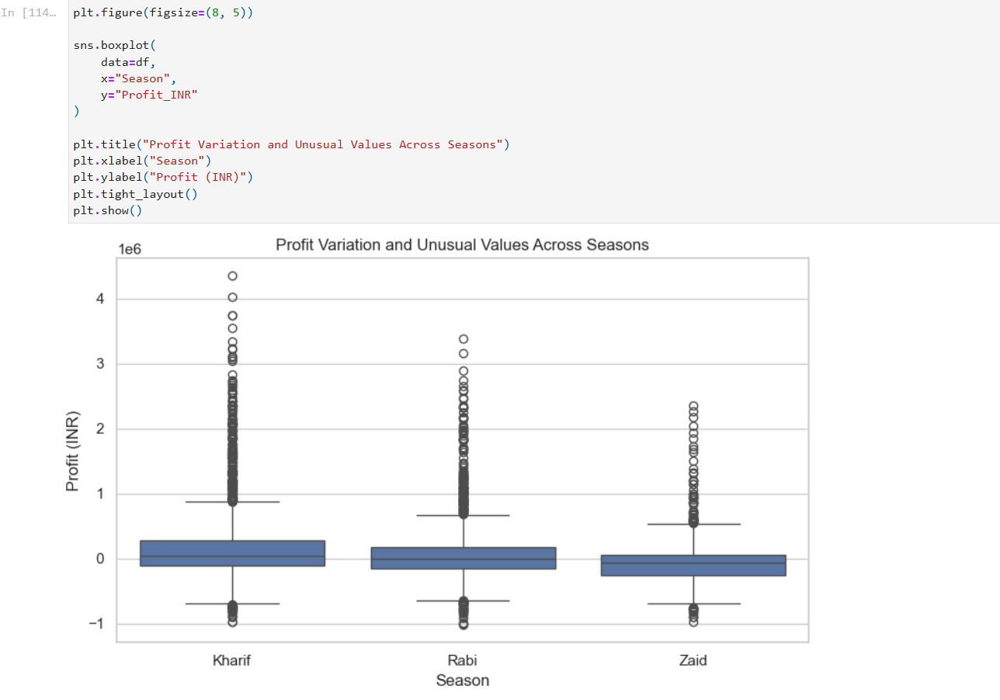 In [114…
plt.figure(figsize=(8, 5))
sns.boxplot(
    data=df,
    x="Season",
    y="Profit_INR"
)
plt.title("Profit Variation and Unusual Values Across Seasons")
plt.xlabel("Season")
plt.ylabel("Profit (INR)")
plt.tight_layout()
plt.show()
Profit Variation and Unusual Values Across Seasons
1e6
4
3
2
1
0
−1
Profit (INR)
Kharif Rabi Zaid
Season